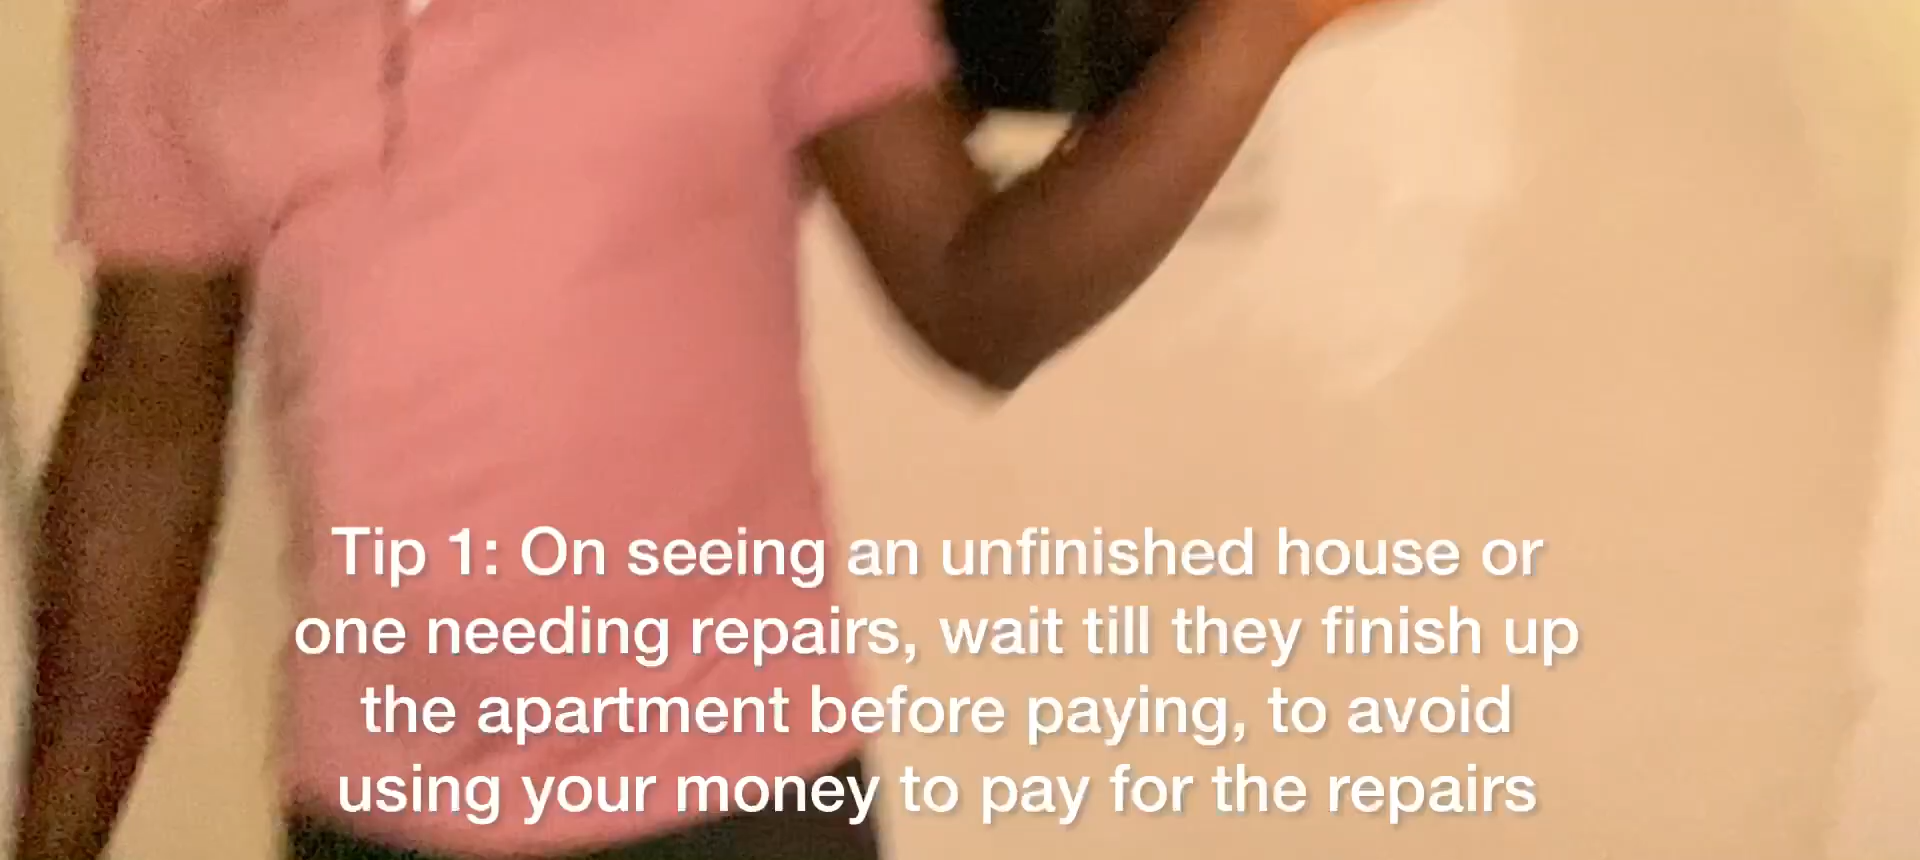 Tip 1: On seeing an unfinished house or
one needing repairs, wait till they finish up
the apartment before paying, to avoid
using your money to pay for the repairs